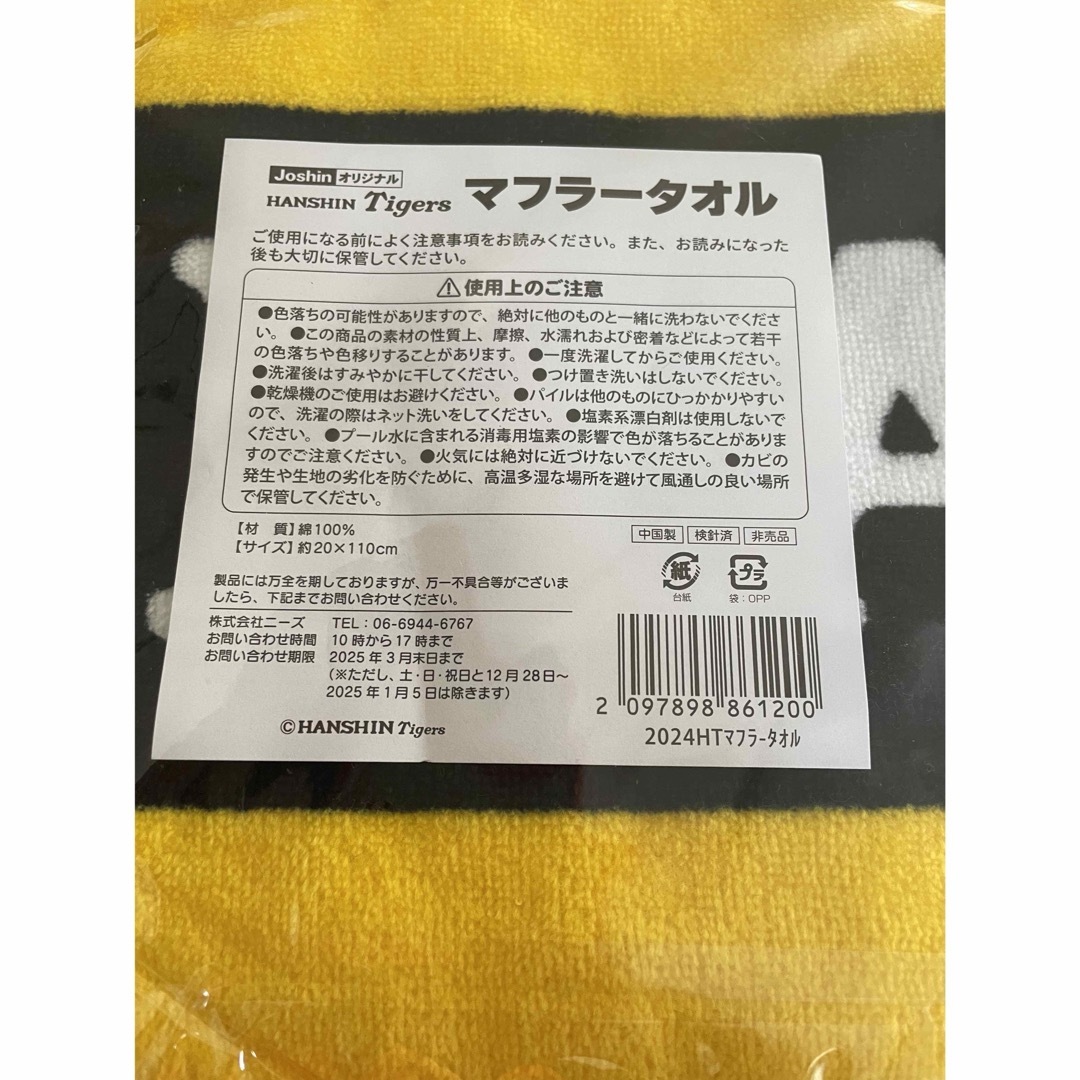 Joshin オリジナル
HANSHIN Tigers マフラータオル
ご使用になる前によく注意事項をお読みください。また、お読みになった
後も大切に保管してください。
⚠使用上のご注意
●色落ちの可能性がありますので、絶対に他のものと一緒に洗わないでくださ
い。●この商品の素材の性質上、摩擦、水濡れおよび密着などによって若干
の色落ちや色移りすることがあります。●一度洗濯してからご使用ください。
●洗濯後はすみやかに干してください。●つけ置き洗いはしないでください。
●乾燥機のご使用はお避けください。●パイルは他のものにひっかかりやすい
ので、洗濯の際はネット洗いをしてください。●塩素系漂白剤は使用しないで
ください。●プール水に含まれる消毒用塩素の影響で色が落ちることがありま
すのでご注意ください。●火気には絶対に近づけないでください。●カビの
発生や生地の劣化を防ぐために、高温多湿な場所を避けて風通しの良い場所
で保管してください。
【材 質】綿100%
【サイズ】約20×110cm
中国製 検針済 非売品
紙 プラ
台紙 袋:OPP
製品には万全を期しておりますが、万一不具合等がございま
したら、下記までお問い合わせください。
株式会社ニーズ TEL:06-6944-6767
お問い合わせ時間 10時から17時まで
お問い合わせ期限 2025年3月末日まで
(※ただし、土・日・祝日と12月28日〜
2025年1月5日は除きます)
©HANSHIN Tigers
2 097898 861200
2024HTマフラータオル
A